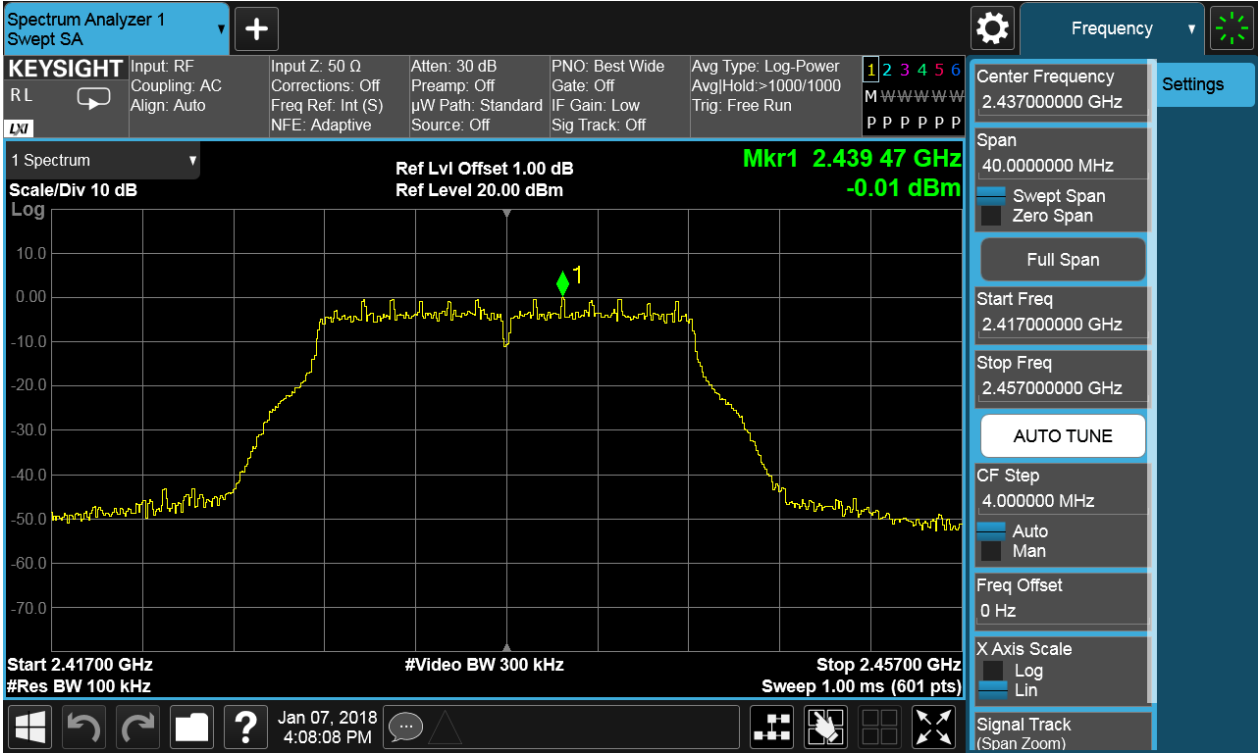 Spectrum Analyzer 1
Swept SA
Frequency
KEYSIGHT
R L
LXI
Input: RF
Coupling: AC
Align: Auto
Input Z: 50 Ω
Corrections: Off
Freq Ref: Int (S)
NFE: Adaptive
Atten: 30 dB
Preamp: Off
µW Path: Standard
Source: Off
PNO: Best Wide
Gate: Off
IF Gain: Low
Sig Track: Off
Avg Type: Log-Power
Avg|Hold:>1000/1000
Trig: Free Run
1 2 3 4 5 6
M W W W W W
P P P P P P
Center Frequency
2.437000000 GHz
Settings
Span
40.0000000 MHz
Swept Span
Zero Span
Full Span
Start Freq
2.417000000 GHz
Stop Freq
2.457000000 GHz
AUTO TUNE
CF Step
4.000000 MHz
Auto
Man
Freq Offset
0 Hz
X Axis Scale
Log
Lin
Signal Track
(Span Zoom)
1 Spectrum
Scale/Div 10 dB
Log
Ref Lvl Offset 1.00 dB
Ref Level 20.00 dBm
Mkr1 2.439 47 GHz
-0.01 dBm
1
10.0
0.00
-10.0
-20.0
-30.0
-40.0
-50.0
-60.0
-70.0
Start 2.41700 GHz
#Res BW 100 kHz
#Video BW 300 kHz
Stop 2.45700 GHz
Sweep 1.00 ms (601 pts)
?
Jan 07, 2018
4:08:08 PM